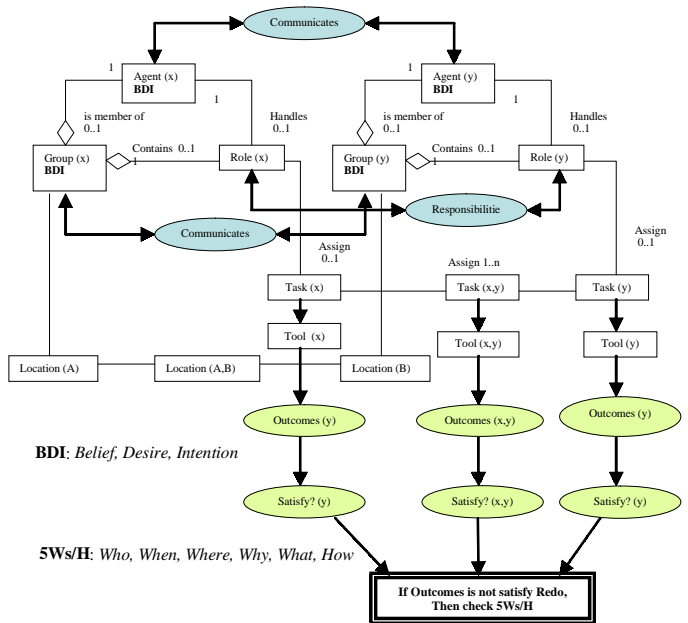 Communicates
1
Agent (x)
BDI
1
1
Agent (y)
BDI
1
is member of
0..1
Handles
0..1
is member of
0..1
Handles
0..1
Group (x)
BDI
Contains 0..1
1
Role (x)
Group (y)
BDI
Contains 0..1
1
Role (y)
Responsibilitie
Communicates
Assign
0..1
Assign 1..n
Assign
0..1
Task (x)
Task (x,y)
Task (y)
Tool (x)
Tool (x,y)
Tool (y)
Location (A)
Location (A,B)
Location (B)
Outcomes (y)
Outcomes (x,y)
Outcomes (y)
BDI: Belief, Desire, Intention
Satisfy? (y)
Satisfy? (x,y)
Satisfy? (y)
5Ws/H: Who, When, Where, Why, What, How
If Outcomes is not satisfy Redo,
Then check 5Ws/H